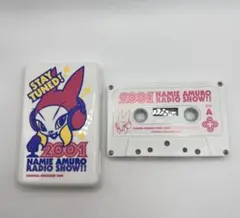 STAY
TUNED!
2001
NAMIE AMURO
RADIO SHOW!!
2001
NAMIE AMURO
RADIO SHOW!!
A